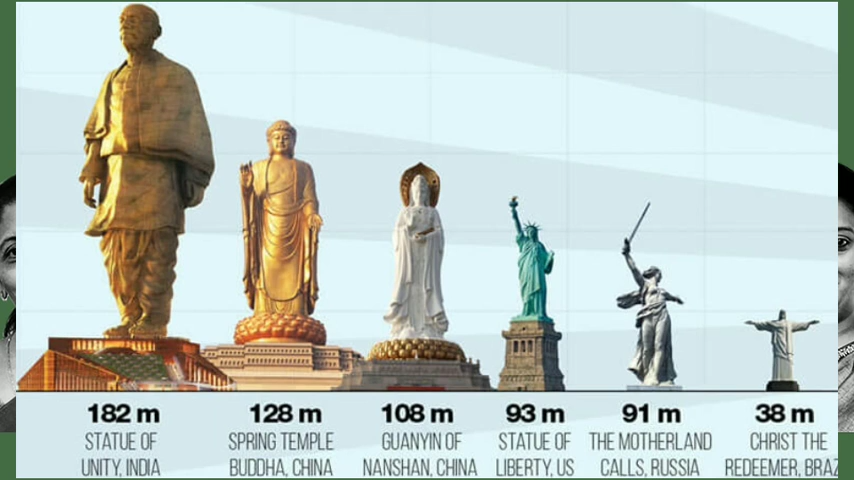 182 m
STATUE OF
UNITY, INDIA
128 m
SPRING TEMPLE
BUDDHA, CHINA
108 m
GUANYIN OF
NANSHAN, CHINA
93 m
STATUE OF
LIBERTY, US
91 m
THE MOTHERLAND
CALLS, RUSSIA
38 m
CHRIST THE
REDEEMER, BRAZ